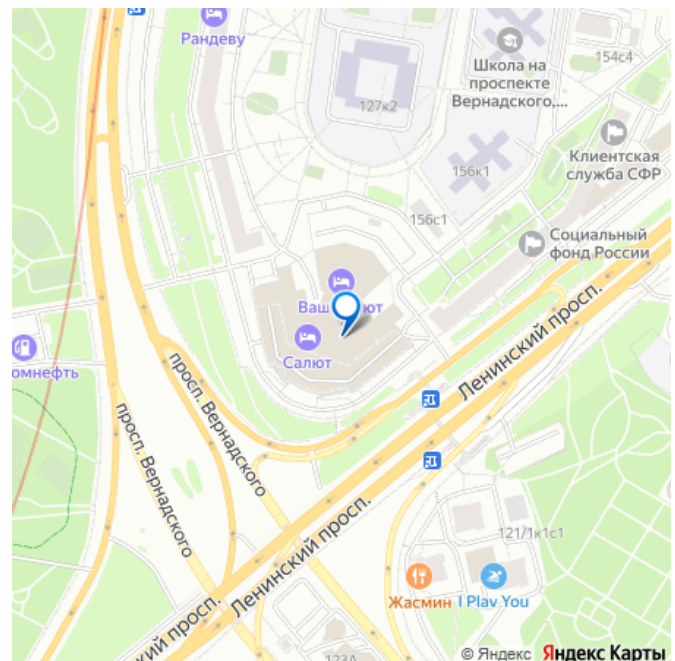 Рандеву
Школа на
проспекте
Вернадского,...
154с4
127к2
Клиентская
служба СФР
156к1
156с1
Социальный
фонд России
Ленинский просп.
Салют
омнефть
просп. Вернадского
просп. Вернадского
Ленинский просп.
121/1к1с1
Жасмин
I Play You
кий просп.
123А
© Яндекс Яндекс Карты